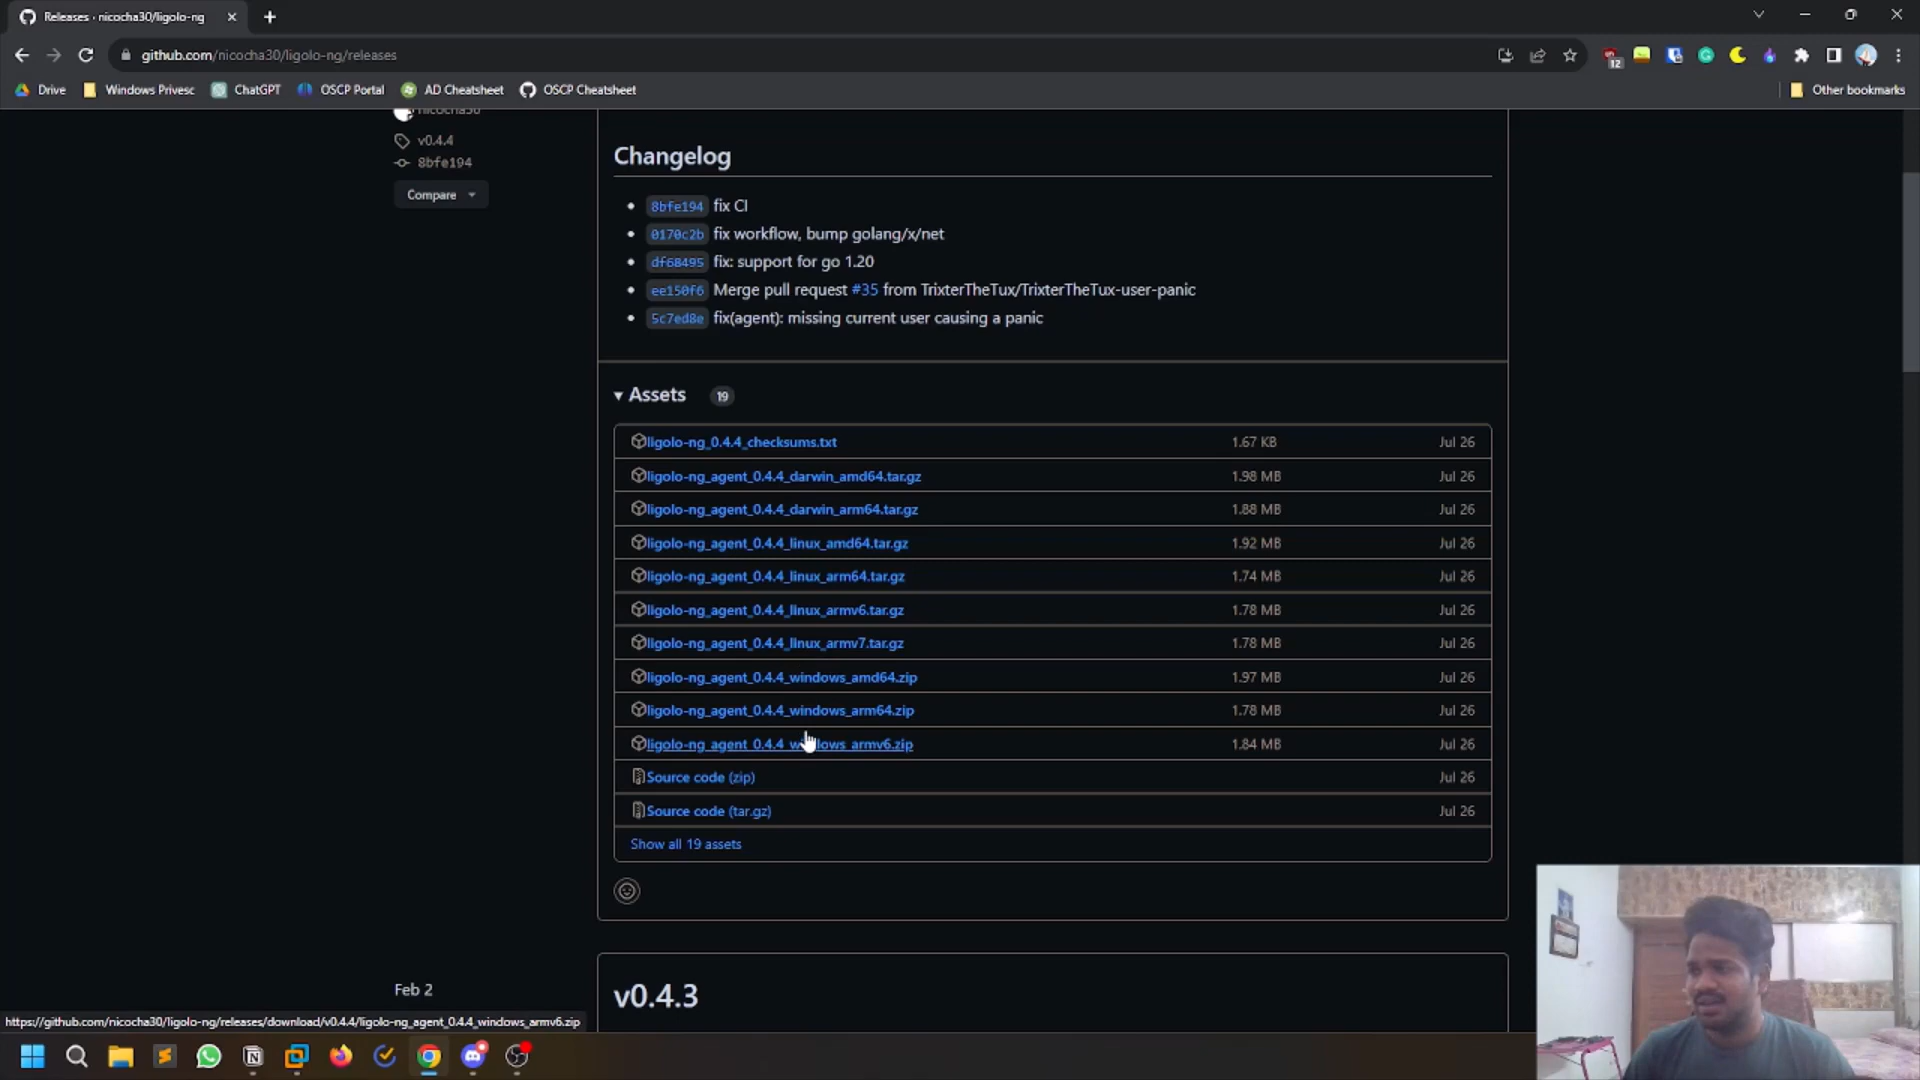 Releases · nicocha30/ligolo-ng
github.com/nicocha30/ligolo-ng/releases
12
Drive
Windows Privesc
ChatGPT
OSCP Portal
AD Cheatsheet
OSCP Cheatsheet
Other bookmarks
nicocha30
v0.4.4
8bfe194
Compare
Changelog
8bfe194 fix CI
0170c2b fix workflow, bump golang/x/net
df68495 fix: support for go 1.20
ee150f6 Merge pull request #35 from TrixterTheTux/TrixterTheTux-user-panic
5c7ed8e fix(agent): missing current user causing a panic
Assets 19
ligolo-ng_0.4.4_checksums.txt 1.67 KB Jul 26
ligolo-ng_agent_0.4.4_darwin_amd64.tar.gz 1.98 MB Jul 26
ligolo-ng_agent_0.4.4_darwin_arm64.tar.gz 1.88 MB Jul 26
ligolo-ng_agent_0.4.4_linux_amd64.tar.gz 1.92 MB Jul 26
ligolo-ng_agent_0.4.4_linux_arm64.tar.gz 1.74 MB Jul 26
ligolo-ng_agent_0.4.4_linux_armv6.tar.gz 1.78 MB Jul 26
ligolo-ng_agent_0.4.4_linux_armv7.tar.gz 1.78 MB Jul 26
ligolo-ng_agent_0.4.4_windows_amd64.zip 1.97 MB Jul 26
ligolo-ng_agent_0.4.4_windows_arm64.zip 1.78 MB Jul 26
ligolo-ng_agent_0.4.4_windows_armv6.zip 1.84 MB Jul 26
Source code (zip) Jul 26
Source code (tar.gz) Jul 26
Show all 19 assets
Feb 2
v0.4.3
https://github.com/nicocha30/ligolo-ng/releases/download/v0.4.4/ligolo-ng_agent_0.4.4_windows_armv6.zip